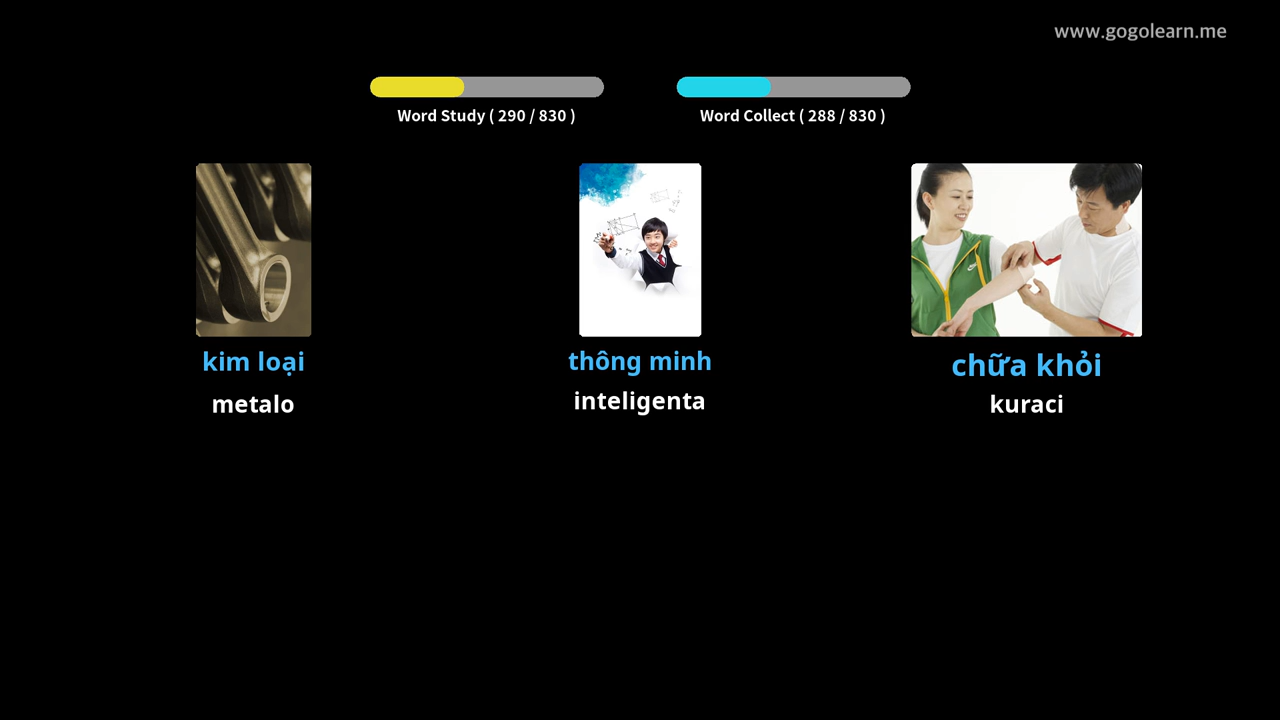 www.gogolearn.me
Word Study ( 290 / 830 )
Word Collect ( 288 / 830 )
kim loại
metalo
thông minh
inteligenta
chữa khỏi
kuraci